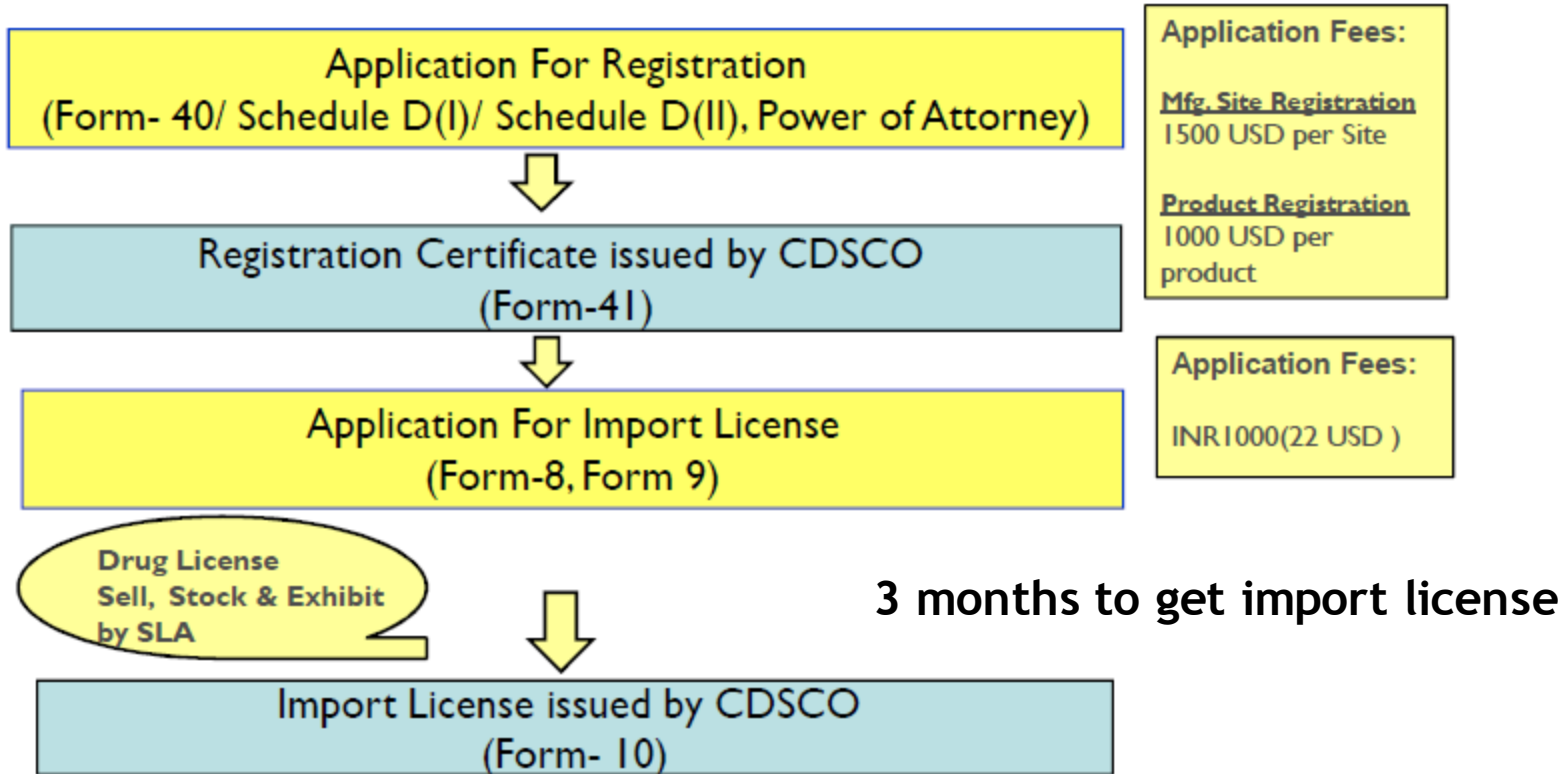 Application For Registration
(Form- 40/ Schedule D(I)/ Schedule D(II), Power of Attorney)
Application Fees:
Mfg. Site Registration
1500 USD per Site
Product Registration
1000 USD per
product
Registration Certificate issued by CDSCO
(Form-41)
Application For Import License
(Form-8, Form 9)
Application Fees:
INR1000(22 USD )
Drug License
Sell, Stock & Exhibit
by SLA
3 months to get import license
Import License issued by CDSCO
(Form- 10)